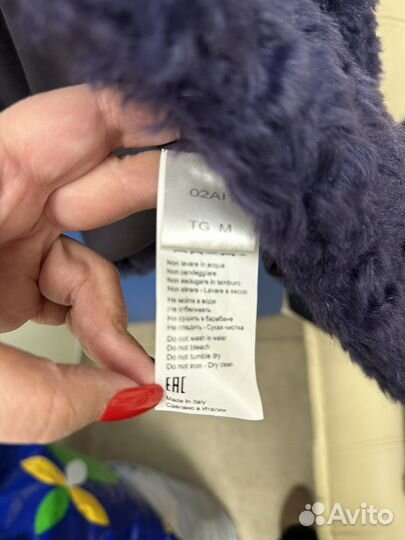 02AI
TG M
Non lavare in acqua
Non candeggiare
Non asciugare in tamburo
Non stirare - Lavare a secco
Не мойть в воде
Не отбеливать
Не сушить в барабане
Не гладить - Сухая чистка
Do not wash in water
Do not bleach
Do not tumble dry
Do not iron - Dry clean
EAC
Made in Italy
Сделано в Италии
Avito